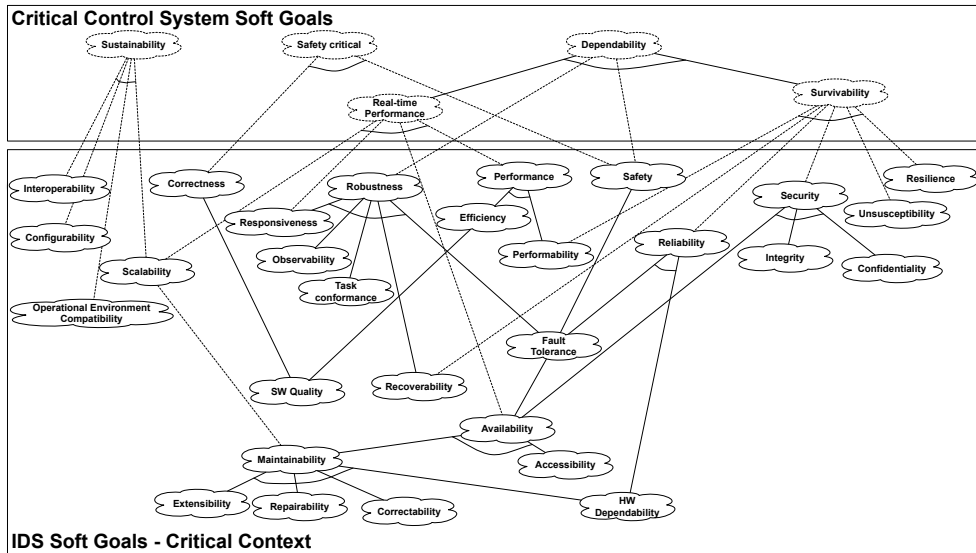 Critical Control System Soft Goals
Sustainability
Safety critical
Dependability
Real-time
Performance
Survivability
Interoperability
Correctness
Robustness
Performance
Safety
Resilience
Security
Configurability
Responsiveness
Efficiency
Unsusceptibility
Scalability
Observability
Performability
Reliability
Integrity
Confidentiality
Task
conformance
Operational Environment
Compatibility
Fault
Tolerance
SW Quality
Recoverability
Availability
Maintainability
Accessibility
Extensibility
Repairability
Correctability
HW
Dependability
IDS Soft Goals - Critical Context